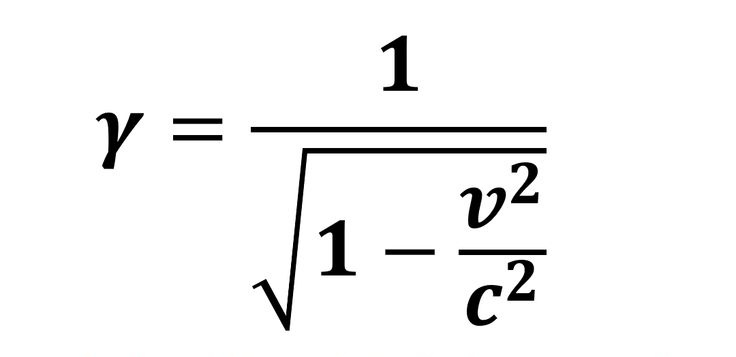 γ = 1 / √(1 − v² / c²)